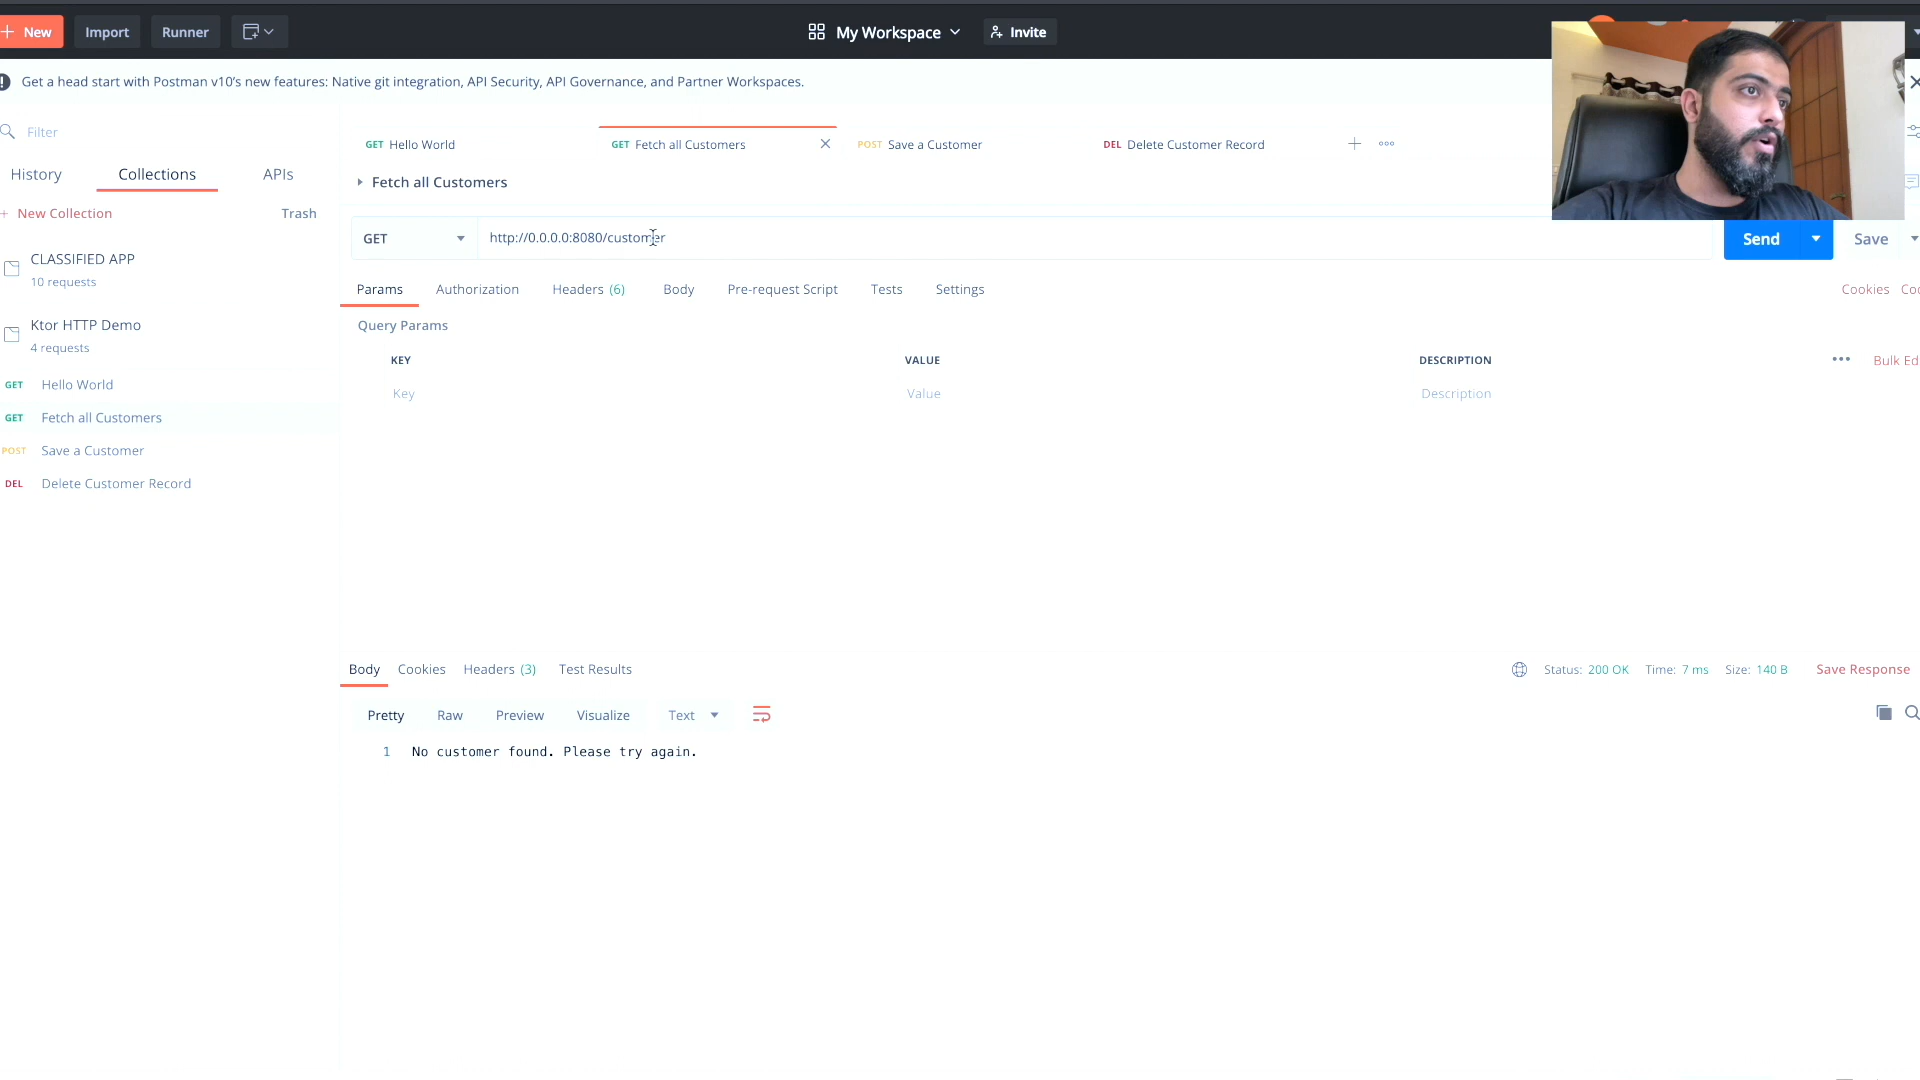 New
Import
Runner
My Workspace
Invite
Get a head start with Postman v10's new features: Native git integration, API Security, API Governance, and Partner Workspaces.
Filter
GET Hello World
GET Fetch all Customers
POST Save a Customer
DEL Delete Customer Record
History
Collections
APIs
Fetch all Customers
+ New Collection
Trash
GET
http://0.0.0.0:8080/customer
Send
Save
CLASSIFIED APP
10 requests
Params
Authorization
Headers (6)
Body
Pre-request Script
Tests
Settings
Cookies
Query Params
Ktor HTTP Demo
4 requests
KEY
VALUE
DESCRIPTION
Bulk Ed
Key
Value
Description
GET Hello World
GET Fetch all Customers
POST Save a Customer
DEL Delete Customer Record
Body
Cookies
Headers (3)
Test Results
Status: 200 OK
Time: 7 ms
Size: 140 B
Save Response
Pretty
Raw
Preview
Visualize
Text
1 No customer found. Please try again.